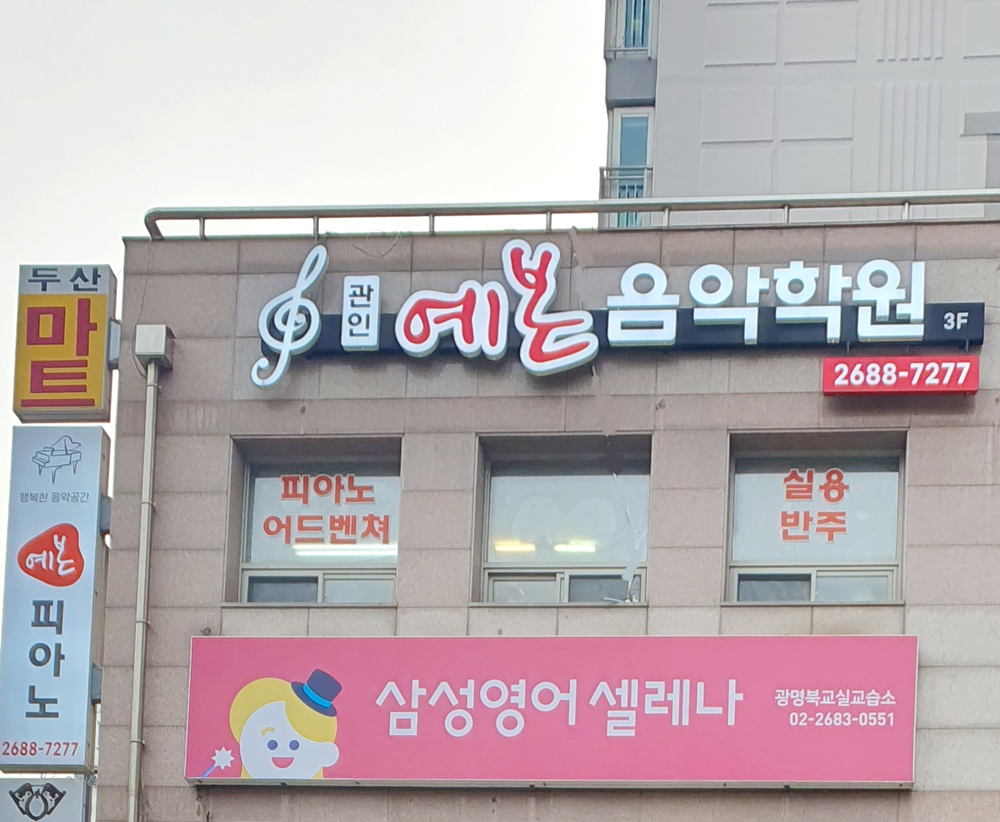 관인 예본 음악학원 3F
2688-7277
두산
마트
행복한 음악공간
예본
피아노
2688-7277
피아노
어드벤쳐
실용
반주
삼성영어 셀레나
광명북교실교습소
02-2683-0551